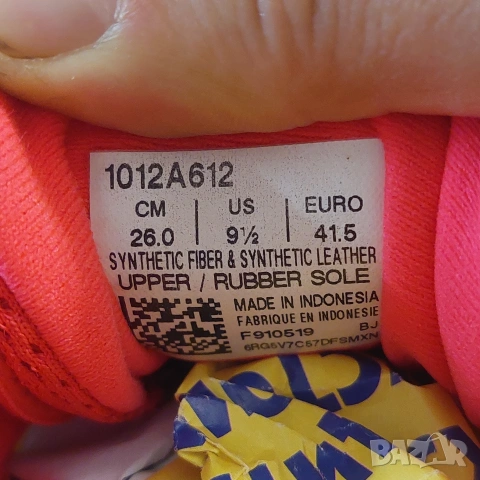 1012A612
CM US EURO
26.0 9½ 41.5
SYNTHETIC FIBER & SYNTHETIC LEATHER
UPPER / RUBBER SOLE
MADE IN INDONESIA
FABRIQUE EN INDONESIE
F910519 BJ
6RG5V7C57DFSMXN
BAZAR